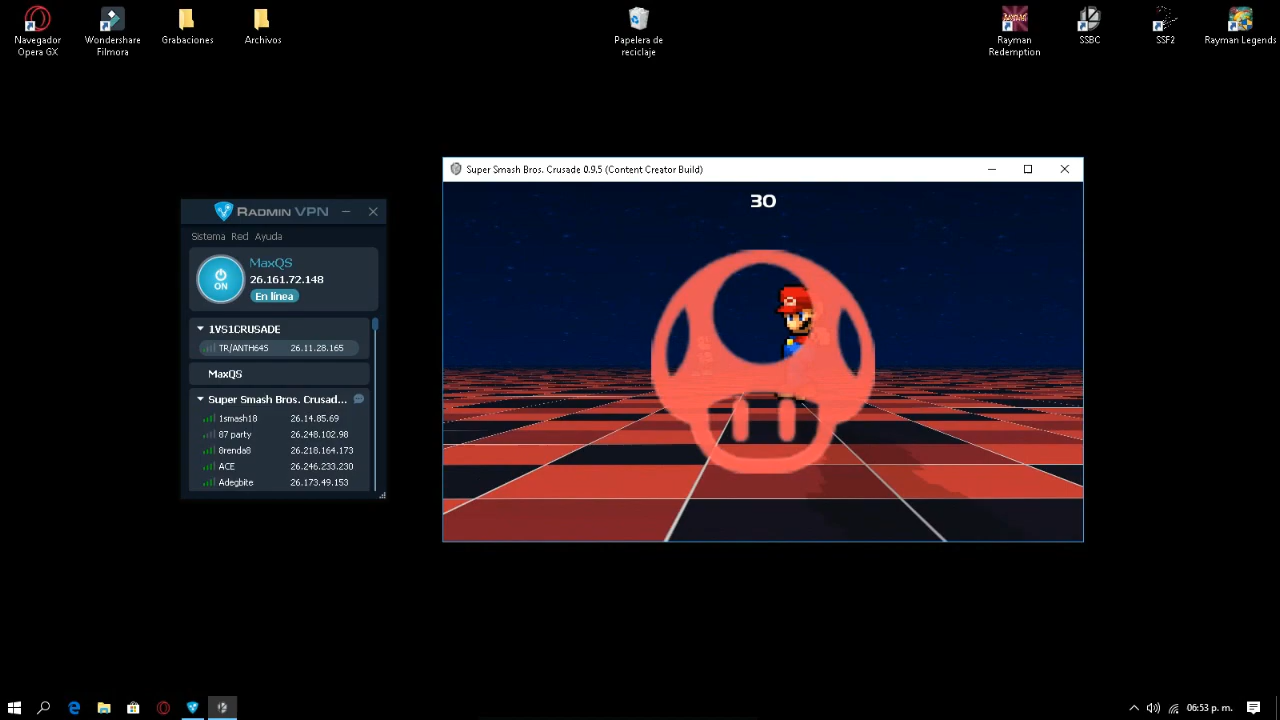 Navegador
Opera GX
Wondershare
Filmora
Grabaciones
Archivos
Papelera de
reciclaje
Rayman
Redemption
SSBC
SSF2
Rayman Legends
Super Smash Bros. Crusade 0.9.5 (Content Creator Build)
30
RADMIN VPN
Sistema Red Ayuda
ON
MaxQS
26.161.72.148
En línea
1VS1CRUSADE
TR/ANTH64S 26.11.28.165
MaxQS
Super Smash Bros. Crusad...
1smash18 26.14.85.69
87 party 26.248.102.98
8renda8 26.218.164.173
ACE 26.246.233.230
Adegbite 26.173.49.153
06:53 p. m.